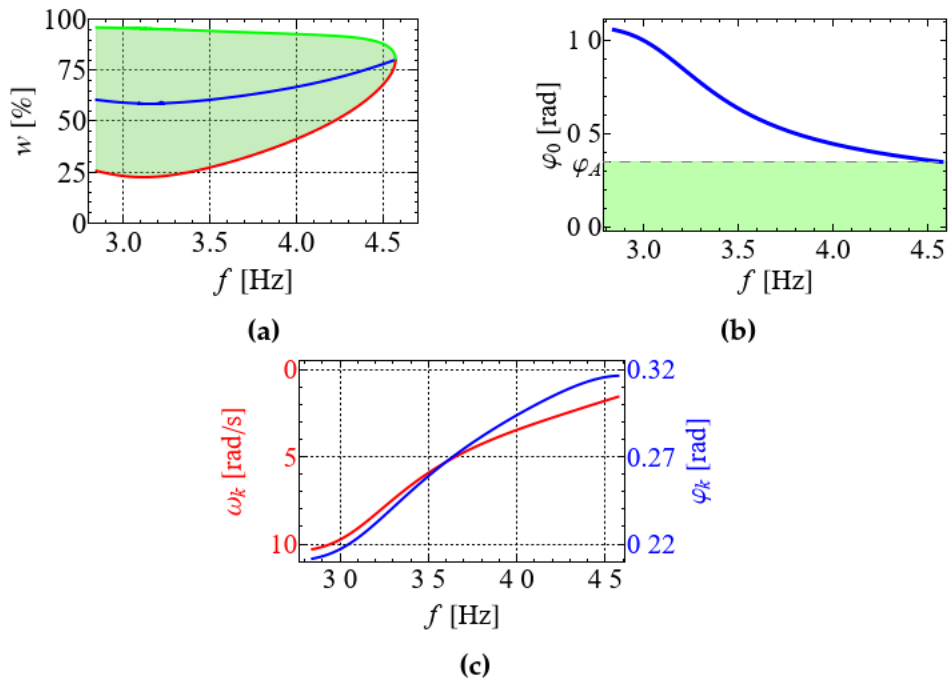 100
75
50
25
0
w [%]
3.0 3.5 4.0 4.5
f [Hz]
(a)
1 0
0 5
φA
0 0
φ0 [rad]
3.0 3.5 4.0 4.5
f [Hz]
(b)
0
5
10
ωk [rad/s]
0.32
0.27
0 22
φk [rad]
3 0 3 5 4 0 4 5
f [Hz]
(c)